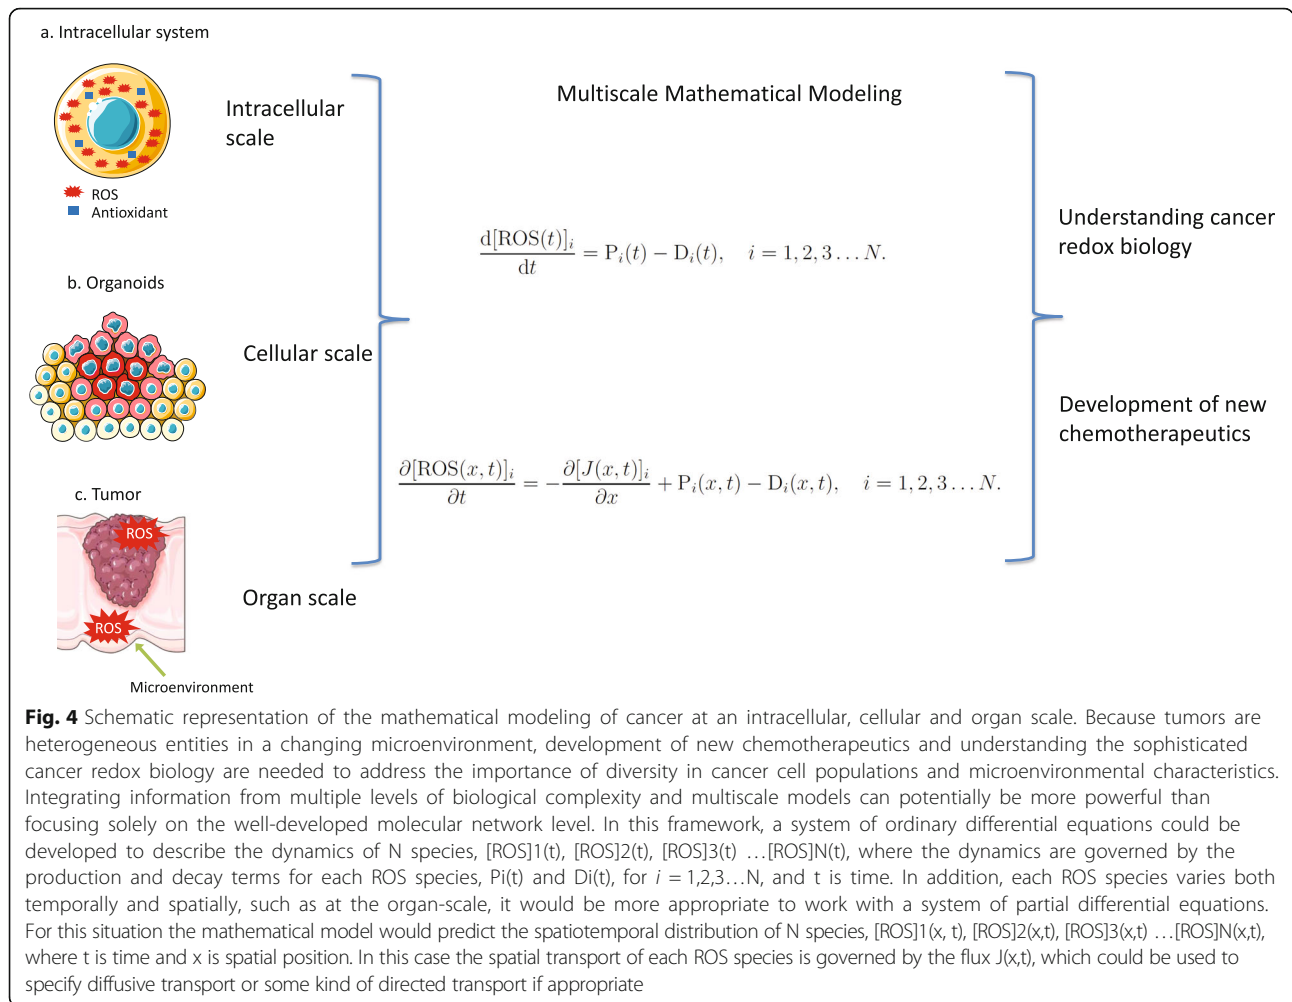 a. Intracellular system
Intracellular
scale
ROS
Antioxidant
b. Organoids
Cellular scale
c. Tumor
ROS
ROS
Organ scale
Microenvironment
Multiscale Mathematical Modeling
d[ROS(t)]_i/dt = P_i(t) − D_i(t), i = 1, 2, 3 … N.
∂[ROS(x, t)]_i/∂t = −∂[J(x, t)]_i/∂x + P_i(x, t) − D_i(x, t), i = 1, 2, 3 … N.
Understanding cancer
redox biology
Development of new
chemotherapeutics
Fig. 4 Schematic representation of the mathematical modeling of cancer at an intracellular, cellular and organ scale. Because tumors are
heterogeneous entities in a changing microenvironment, development of new chemotherapeutics and understanding the sophisticated
cancer redox biology are needed to address the importance of diversity in cancer cell populations and microenvironmental characteristics.
Integrating information from multiple levels of biological complexity and multiscale models can potentially be more powerful than
focusing solely on the well-developed molecular network level. In this framework, a system of ordinary differential equations could be
developed to describe the dynamics of N species, [ROS]1(t), [ROS]2(t), [ROS]3(t) …[ROS]N(t), where the dynamics are governed by the
production and decay terms for each ROS species, Pi(t) and Di(t), for i = 1,2,3…N, and t is time. In addition, each ROS species varies both
temporally and spatially, such as at the organ-scale, it would be more appropriate to work with a system of partial differential equations.
For this situation the mathematical model would predict the spatiotemporal distribution of N species, [ROS]1(x, t), [ROS]2(x,t), [ROS]3(x,t) …[ROS]N(x,t),
where t is time and x is spatial position. In this case the spatial transport of each ROS species is governed by the flux J(x,t), which could be used to
specify diffusive transport or some kind of directed transport if appropriate